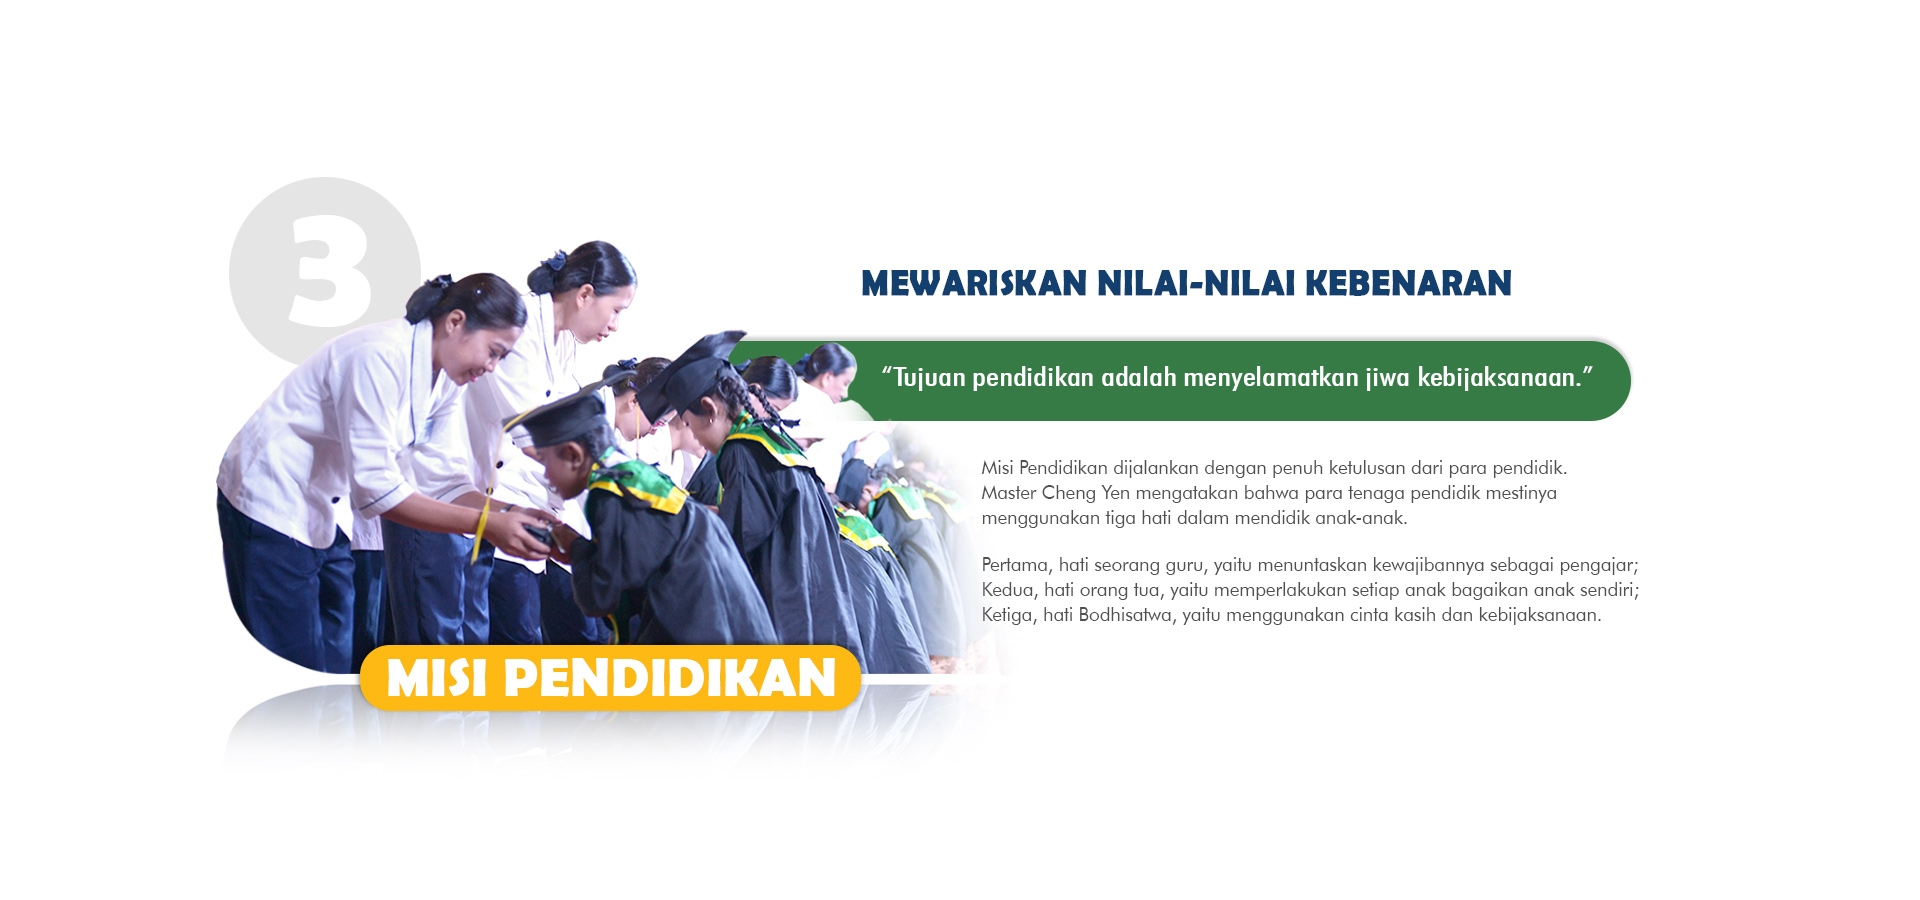 3
MEWARISKAN NILAI-NILAI KEBENARAN
“Tujuan pendidikan adalah menyelamatkan jiwa kebijaksanaan.”
Misi Pendidikan dijalankan dengan penuh ketulusan dari para pendidik.
Master Cheng Yen mengatakan bahwa para tenaga pendidik mestinya
menggunakan tiga hati dalam mendidik anak-anak.
Pertama, hati seorang guru, yaitu menuntaskan kewajibannya sebagai pengajar;
Kedua, hati orang tua, yaitu memperlakukan setiap anak bagaikan anak sendiri;
Ketiga, hati Bodhisatwa, yaitu menggunakan cinta kasih dan kebijaksanaan.
MISI PENDIDIKAN